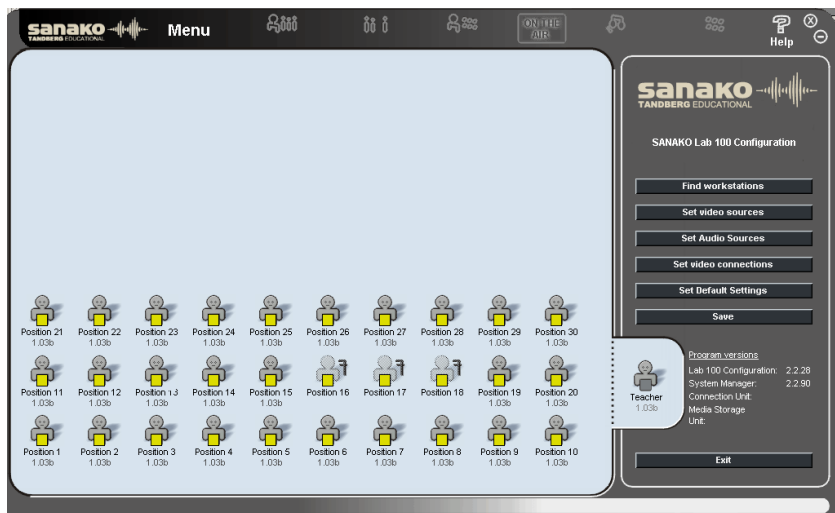 sanako
TANDBERG EDUCATIONAL
Menu
ON THE
AIR
Help
sanako
TANDBERG EDUCATIONAL
SANAKO Lab 100 Configuration
Find workstations
Set video sources
Set Audio Sources
Set video connections
Set Default Settings
Save
Position 21 Position 22 Position 23 Position 24 Position 25 Position 26 Position 27 Position 28 Position 29 Position 30
1.03b 1.03b 1.03b 1.03b 1.03b 1.03b 1.03b 1.03b 1.03b 1.03b
Position 11 Position 12 Position 13 Position 14 Position 15 Position 16 Position 17 Position 18 Position 19 Position 20
1.03b 1.03b 1.03b 1.03b 1.03b 1.03b 1.03b
Position 1 Position 2 Position 3 Position 4 Position 5 Position 6 Position 7 Position 8 Position 9 Position 10
1.03b 1.03b 1.03b 1.03b 1.03b 1.03b 1.03b 1.03b 1.03b 1.03b
Teacher
1.03b
Program versions
Lab 100 Configuration: 2.2.28
System Manager: 2.2.90
Connection Unit:
Media Storage
Unit:
Exit